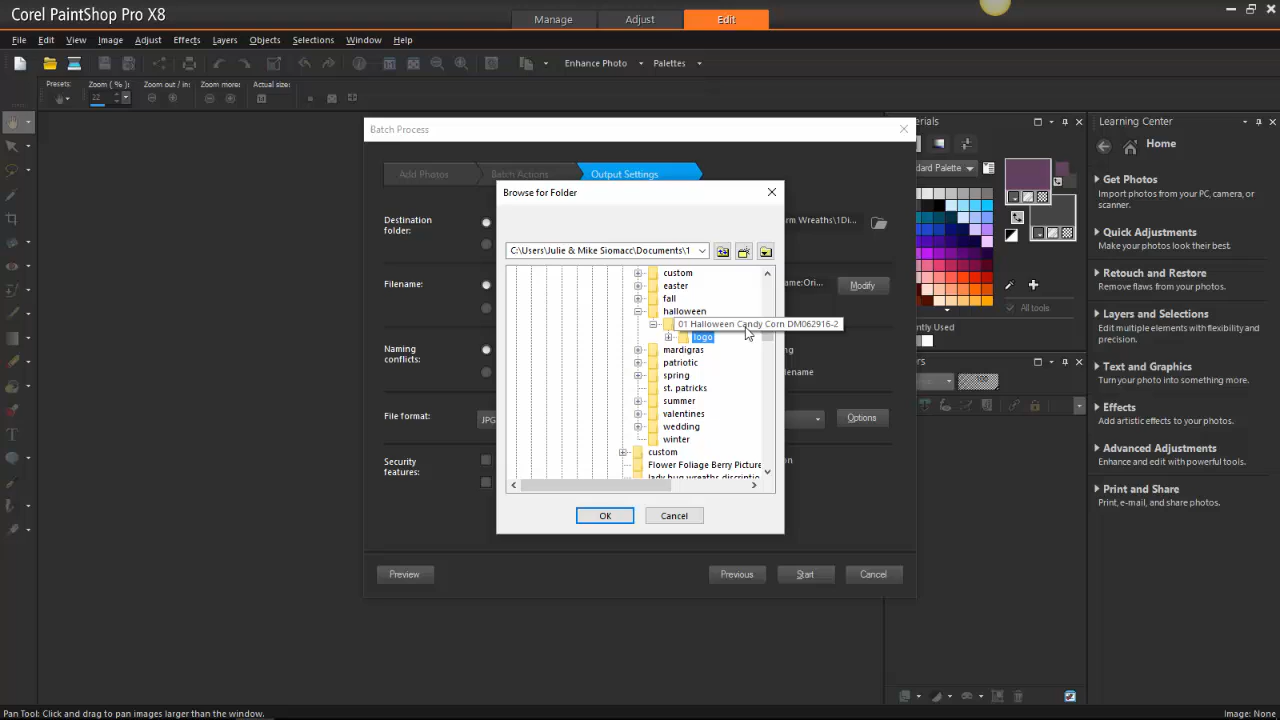 Corel PaintShop Pro X8
Manage
Adjust
Edit
File Edit View Image Adjust Effects Layers Objects Selections Window Help
Enhance Photo
Palettes
Presets:
Zoom ( % ):
Zoom out / in:
Zoom more:
Actual size:
22
Batch Process
Add Photos
Batch Actions
Output Settings
Destination
folder:
Filename:
Modify
Naming
conflicts:
File format:
JPG
Options
Security
features:
Preview
Previous
Start
Cancel
Browse for Folder
C:\Users\Julie & Mike Siomacc\Documents\1
custom
easter
fall
halloween
01 Halloween Candy Corn DM062916-2
logo
mardigras
patriotic
spring
st. patricks
summer
valentines
wedding
winter
custom
Flower Foliage Berry Picture
lady bug wreaths discriptio
OK
Cancel
All tools
Learning Center
Home
Get Photos
Import photos from your PC, camera, or
scanner.
Quick Adjustments
Make your photos look their best.
Retouch and Restore
Remove flaws from your photos.
Layers and Selections
Edit multiple elements with flexibility and
precision.
Text and Graphics
Turn your photo into something more.
Effects
Add artistic effects to your photos.
Advanced Adjustments
Enhance and edit with powerful tools.
Print and Share
Print, e-mail, and share photos.
Pan Tool: Click and drag to pan images larger than the window.
Image: None